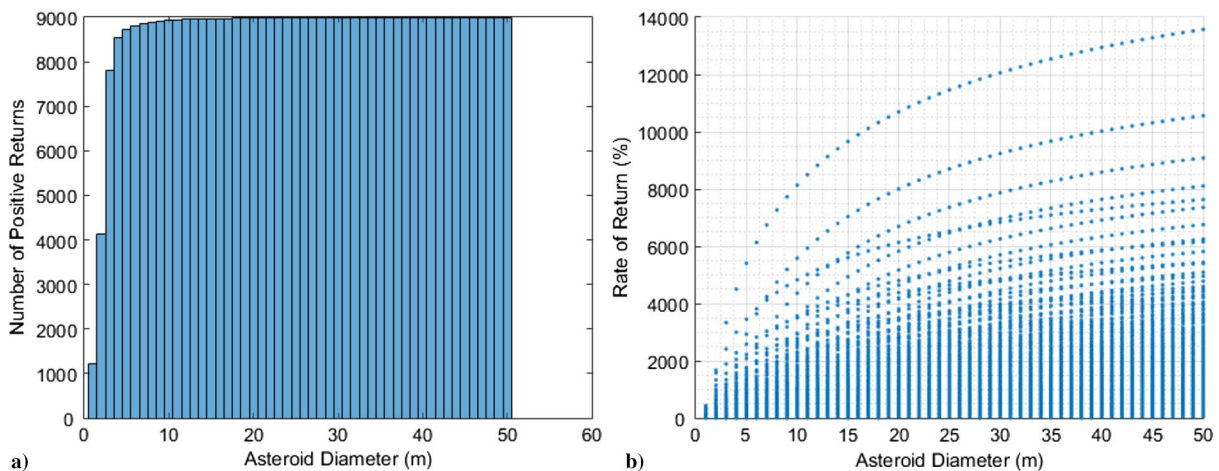 9000
8000
7000
6000
5000
4000
3000
2000
1000
0
Number of Positive Returns
0 10 20 30 40 50 60
Asteroid Diameter (m)
a)
14000
12000
10000
8000
6000
4000
2000
0
Rate of Return (%)
0 5 10 15 20 25 30 35 40 45 50
Asteroid Diameter (m)
b)